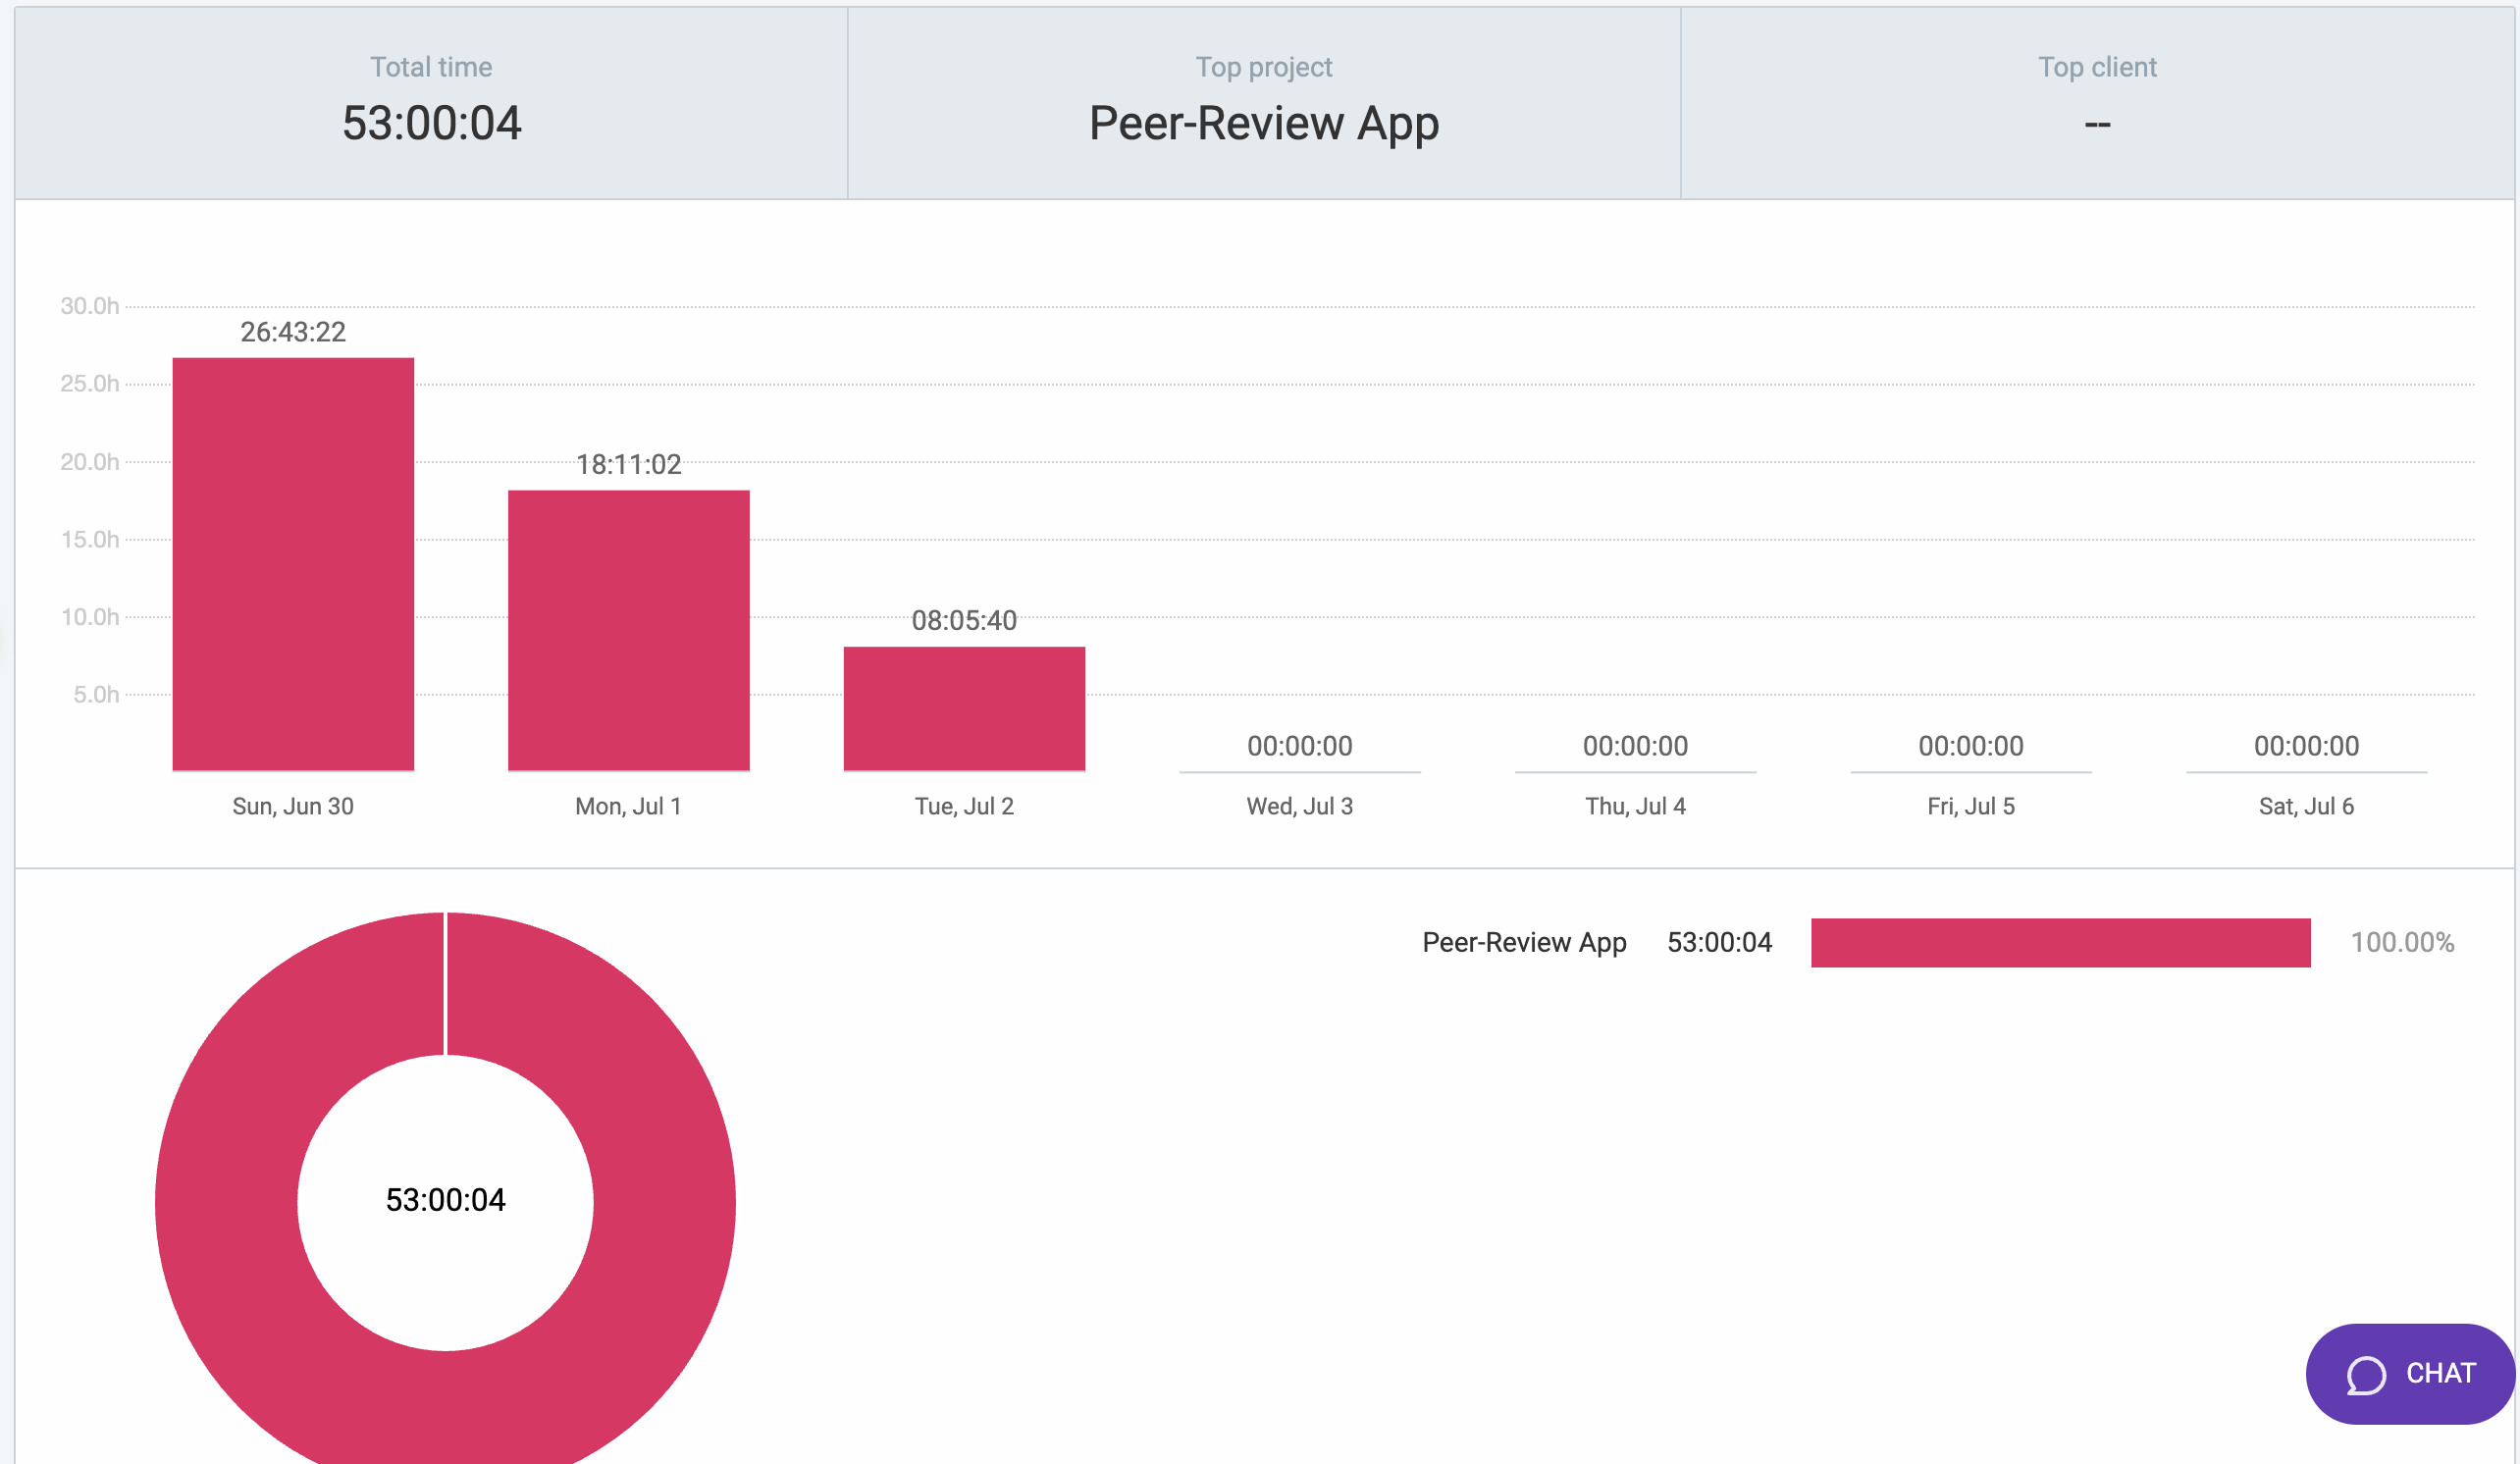 Total time
53:00:04
Top project
Peer-Review App
Top client
--
30.0h
25.0h
20.0h
15.0h
10.0h
5.0h
26:43:22
18:11:02
08:05:40
00:00:00
00:00:00
00:00:00
00:00:00
Sun, Jun 30
Mon, Jul 1
Tue, Jul 2
Wed, Jul 3
Thu, Jul 4
Fri, Jul 5
Sat, Jul 6
Peer-Review App 53:00:04 100.00%
53:00:04
CHAT